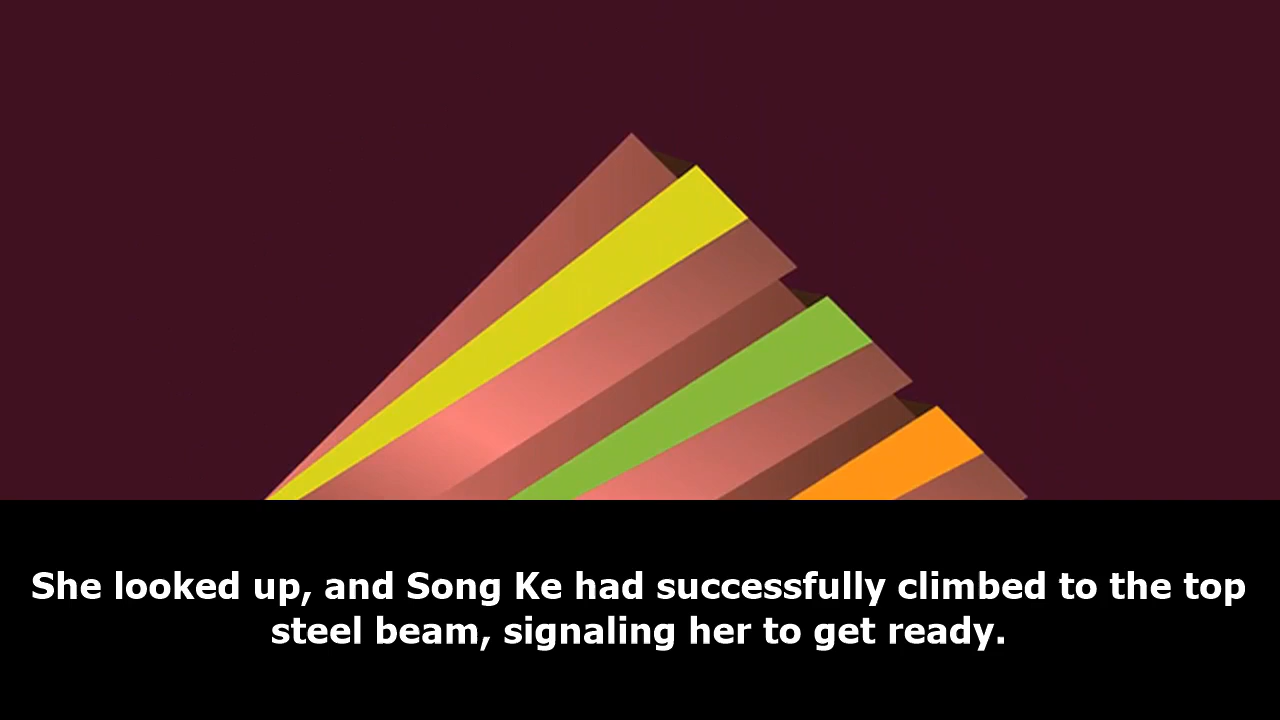 She looked up, and Song Ke had successfully climbed to the top
steel beam, signaling her to get ready.